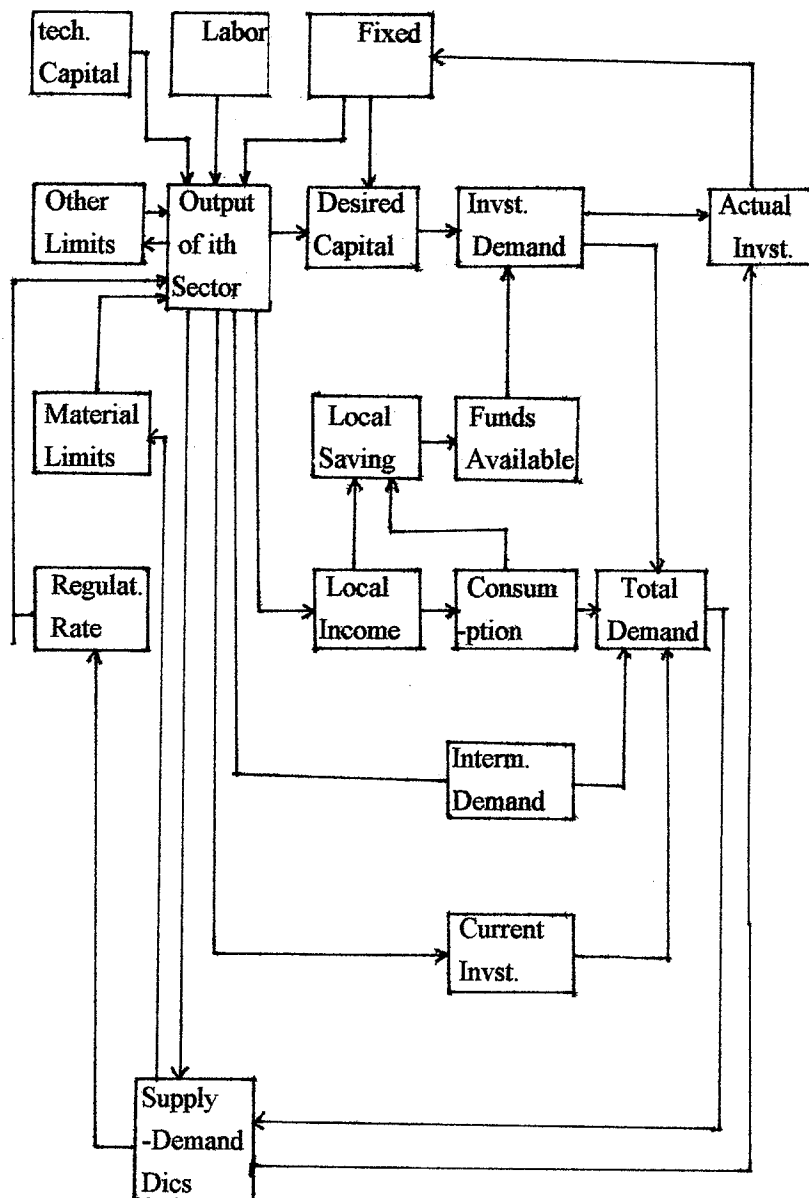 tech.
Capital
Labor
Fixed
Other
Limits
Output
of ith
Sector
Desired
Capital
Invst.
Demand
Actual
Invst.
Material
Limits
Local
Saving
Funds
Available
Regulat.
Rate
Local
Income
Consum
-ption
Total
Demand
Interm.
Demand
Current
Invst.
Supply
-Demand
Dics